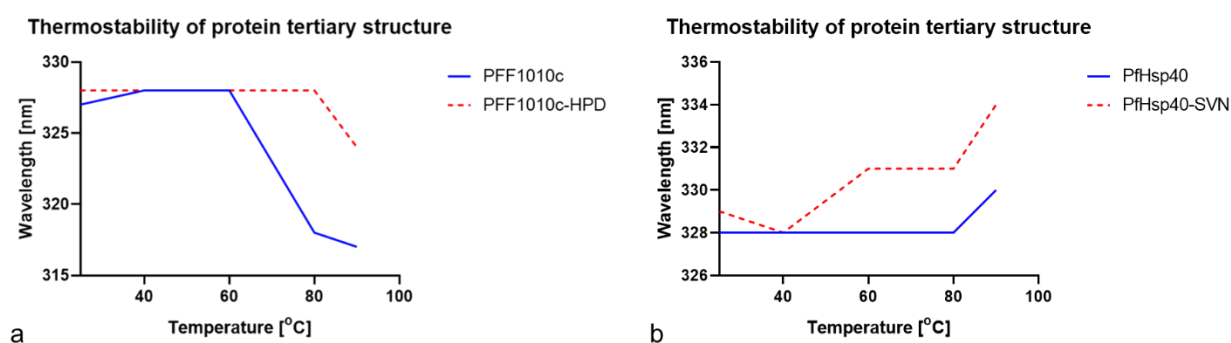 Thermostability of protein tertiary structure
330
325
320
315
Wavelength [nm]
40 60 80 100
Temperature [°C]
PFF1010c
PFF1010c-HPD
a
Thermostability of protein tertiary structure
336
334
332
330
328
326
Wavelength [nm]
40 60 80 100
Temperature [°C]
PfHsp40
PfHsp40-SVN
b